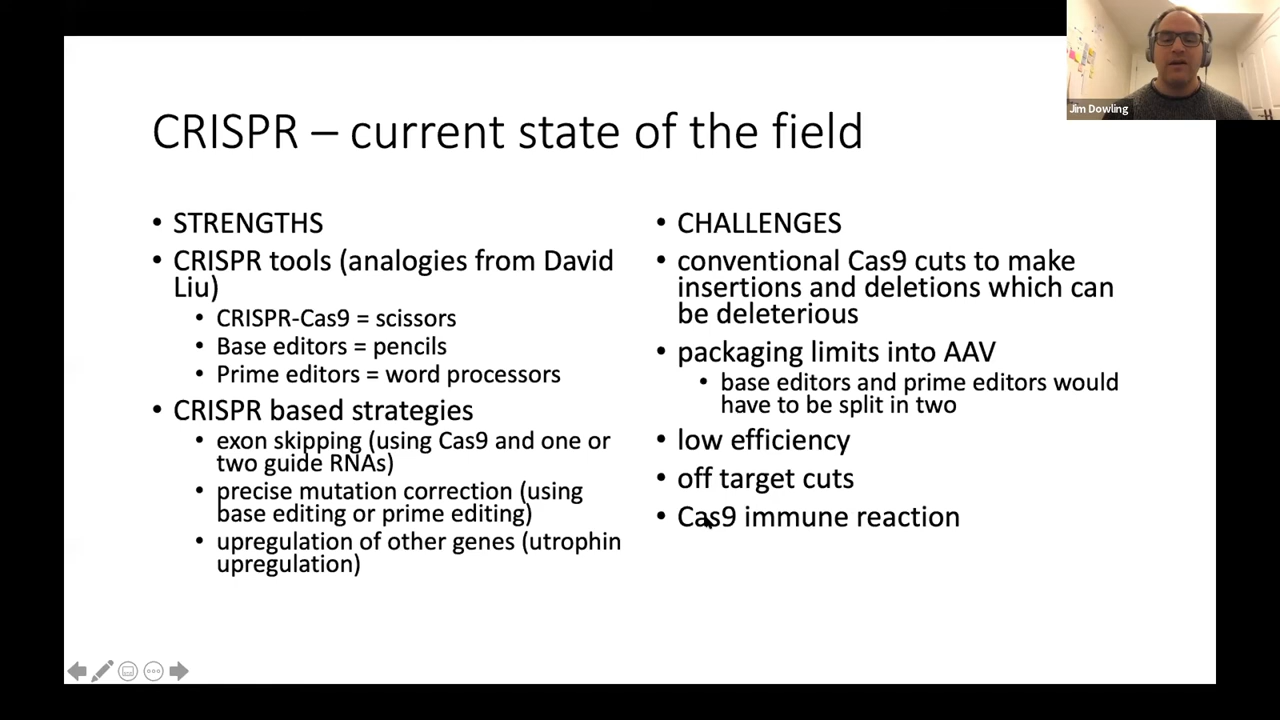 Jim Dowling
CRISPR – current state of the field
• STRENGTHS
• CRISPR tools (analogies from David
Liu)
• CRISPR-Cas9 = scissors
• Base editors = pencils
• Prime editors = word processors
• CRISPR based strategies
• exon skipping (using Cas9 and one or
two guide RNAs)
• precise mutation correction (using
base editing or prime editing)
• upregulation of other genes (utrophin
upregulation)
• CHALLENGES
• conventional Cas9 cuts to make
insertions and deletions which can
be deleterious
• packaging limits into AAV
• base editors and prime editors would
have to be split in two
• low efficiency
• off target cuts
• Cas9 immune reaction